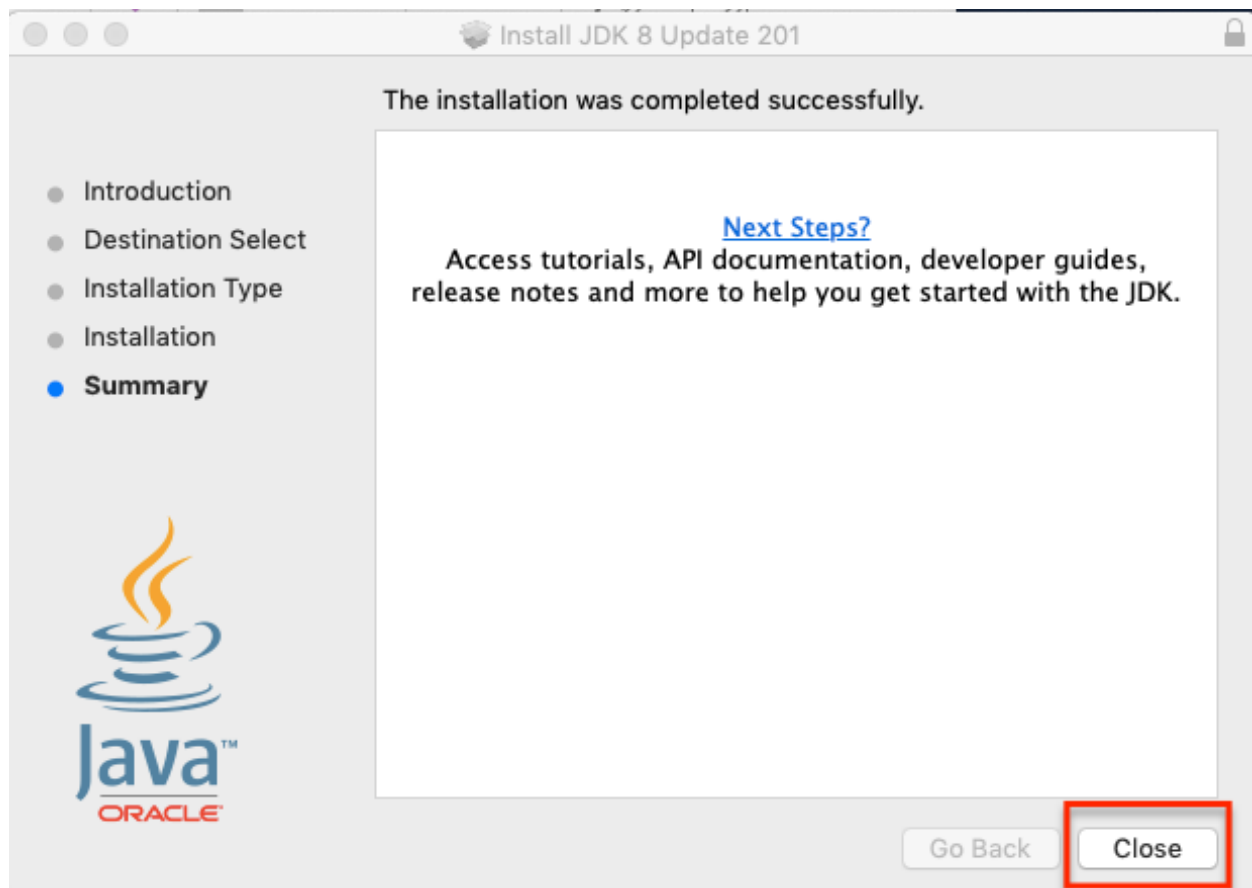 Install JDK 8 Update 201
The installation was completed successfully.
Introduction
Destination Select
Installation Type
Installation
Summary
Next Steps?
Access tutorials, API documentation, developer guides,
release notes and more to help you get started with the JDK.
Java™
ORACLE
Go Back
Close